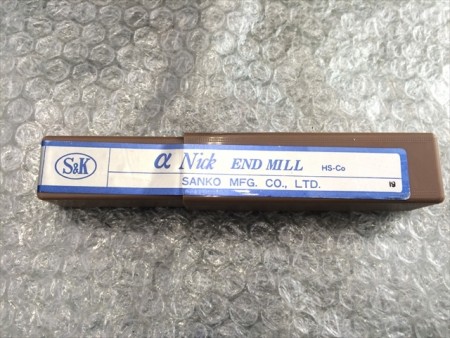 S&K
α Nick END MILL HS-Co
SANKO MFG. CO., LTD.